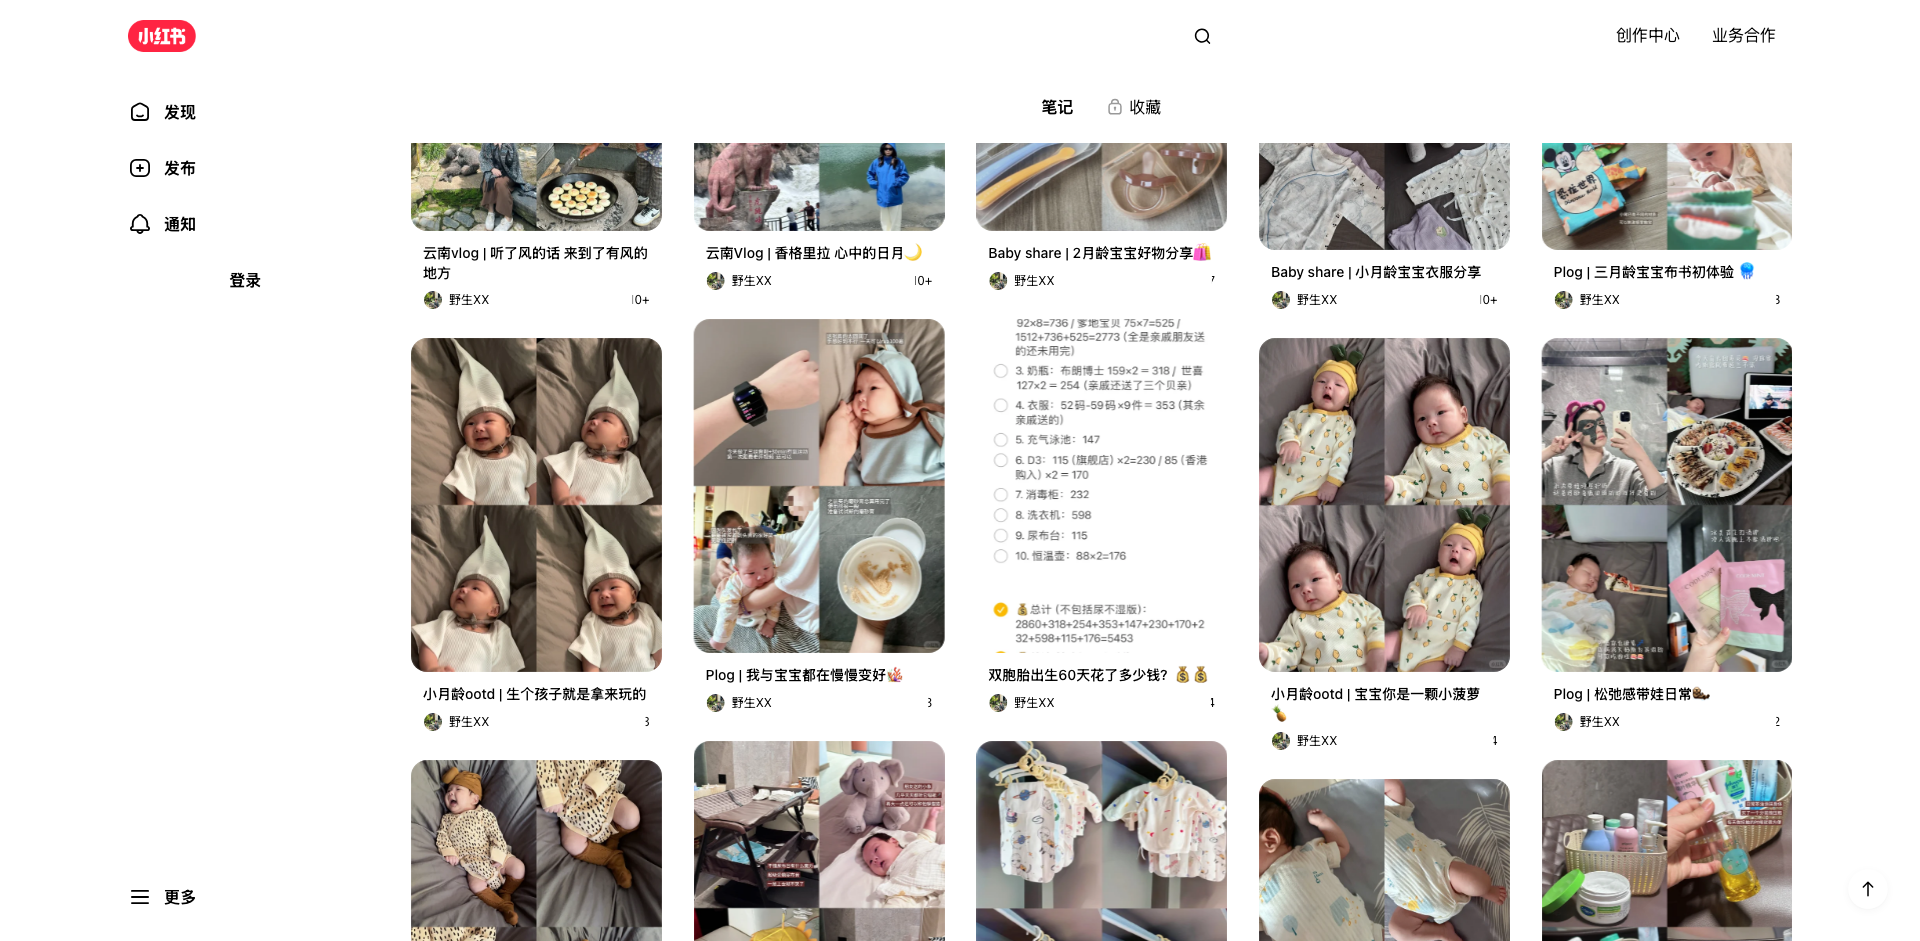 小红书
创作中心
业务合作
发现
发布
通知
登录
更多
笔记
收藏
云南vlog | 听了风的话 来到了有风的
地方
野生XX
10+
云南Vlog | 香格里拉 心中的日月🌙
野生XX
10+
Baby share | 2月龄宝宝好物分享🛍️
野生XX
7
Baby share | 小月龄宝宝衣服分享
野生XX
10+
Plog | 三月龄宝宝布书初体验 🪼
野生XX
3
小月龄ootd | 生个孩子就是拿来玩的
野生XX
3
Plog | 我与宝宝都在慢慢变好🪸
野生XX
3
92×8=736 / 爹地宝贝 75×7=525 /
1512+736+525=2773 (全是亲戚朋友送
的还未用完)
3. 奶瓶：布朗博士 159×2 = 318 / 世喜
127×2 = 254 (亲戚还送了三个贝亲)
4. 衣服：52码-59码×9件 = 353 (其余
亲戚送的)
5. 充气泳池：147
6. D3：115 (旗舰店) ×2=230 / 85 (香港
购入) ×2 = 170
7. 消毒柜：232
8. 洗衣机：598
9. 尿布台：115
10. 恒温壶：88×2=176
💰总计 (不包括尿不湿版)：
2860+318+254+353+147+230+170+2
32+598+115+176=5453
双胞胎出生60天花了多少钱？💰💰
野生XX
4
小月龄ootd | 宝宝你是一颗小菠萝
🍍
野生XX
4
Plog | 松弛感带娃日常
野生XX
2